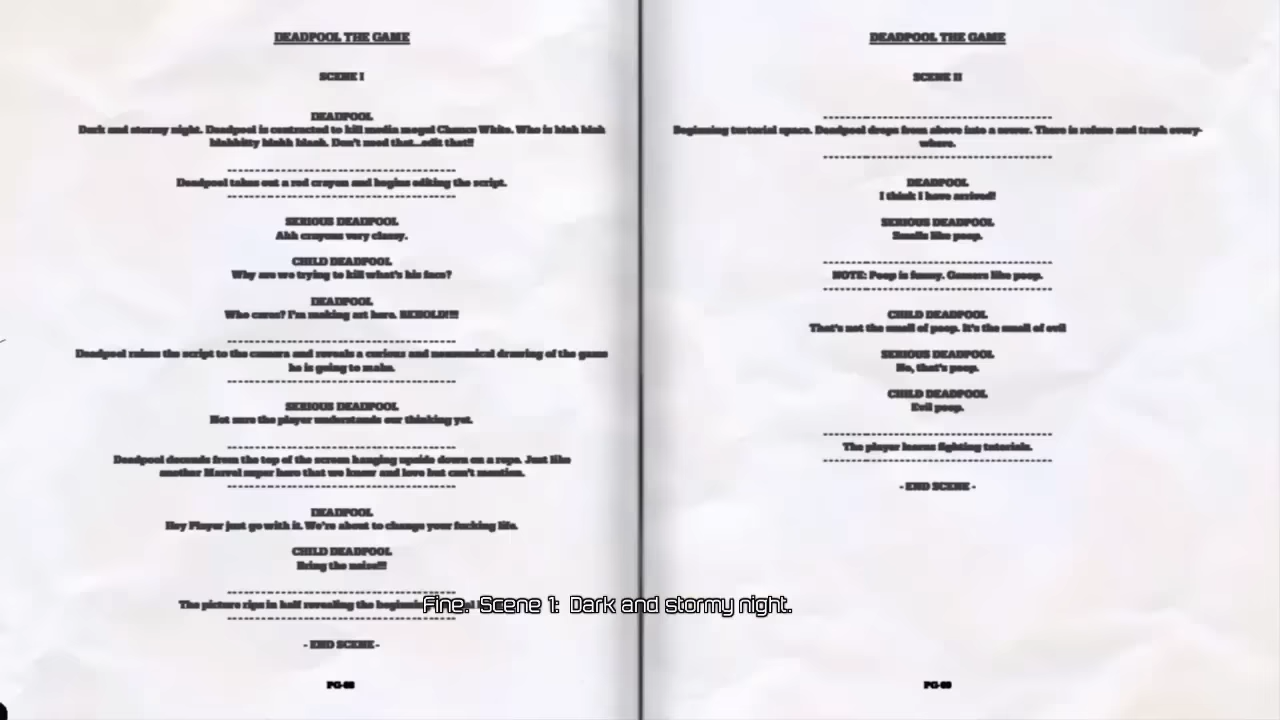 DEADPOOL THE GAME
SCENE I
DEADPOOL
Dark and stormy night. Deadpool is contracted to kill media mogul Chance White. Who is blah blah
blahbitty blahh blaah. Don't need that...edit that!!
Deadpool takes out a red crayon and begins editing the script.
SERIOUS DEADPOOL
Ahh crayons very classy.
CHILD DEADPOOL
Why are we trying to kill what's his face?
DEADPOOL
Who cares? I'm making art here. BEHOLD!!!!
Deadpool raises the script to the camera and reveals a curious and nonsensical drawing of the game
he is going to make.
SERIOUS DEADPOOL
Not sure the player understands our thinking yet.
Deadpool decends from the top of the screen hanging upside down on a rope. Just like
another Marvel super hero that we know and love but can't mention.
DEADPOOL
Hey Player just go with it. We're about to change your fucking life.
CHILD DEADPOOL
Bring the noise!!!
The picture rips in half revealing the beginning
- END SCENE -
DEADPOOL THE GAME
SCENE II
Beginning tortorial space. Deadpool drops from above into a sewer. There is refuse and trash every-
where.
DEADPOOL
I think I have arrived!
SERIOUS DEADPOOL
Smells like poop.
NOTE: Poop is funny. Gamers like poop.
CHILD DEADPOOL
That's not the smell of poop. It's the smell of evil
SERIOUS DEADPOOL
No, that's poop.
CHILD DEADPOOL
Evil poop.
The player learns fighting tutorials.
- END SCENE -
Fine. Scene 1: Dark and stormy night.